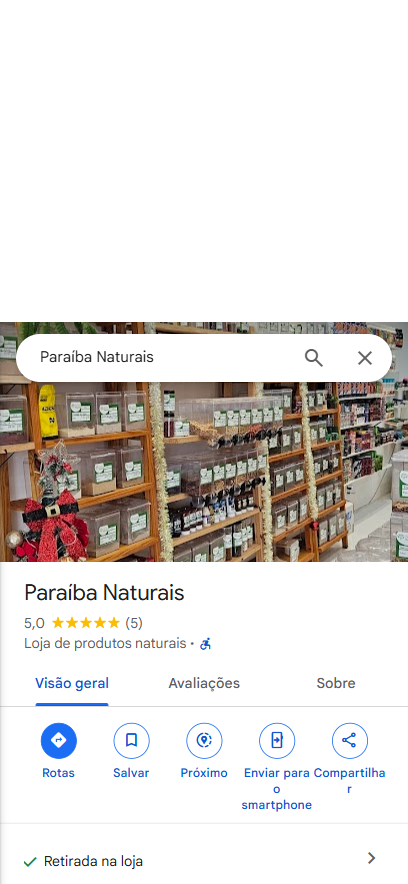 Paraíba Naturais
Paraíba Naturais
5,0 (5)
Loja de produtos naturais ·
Visão geral
Avaliações
Sobre
Rotas
Salvar
Próximo
Enviar para
o
smartphone
Compartilha
r
Retirada na loja